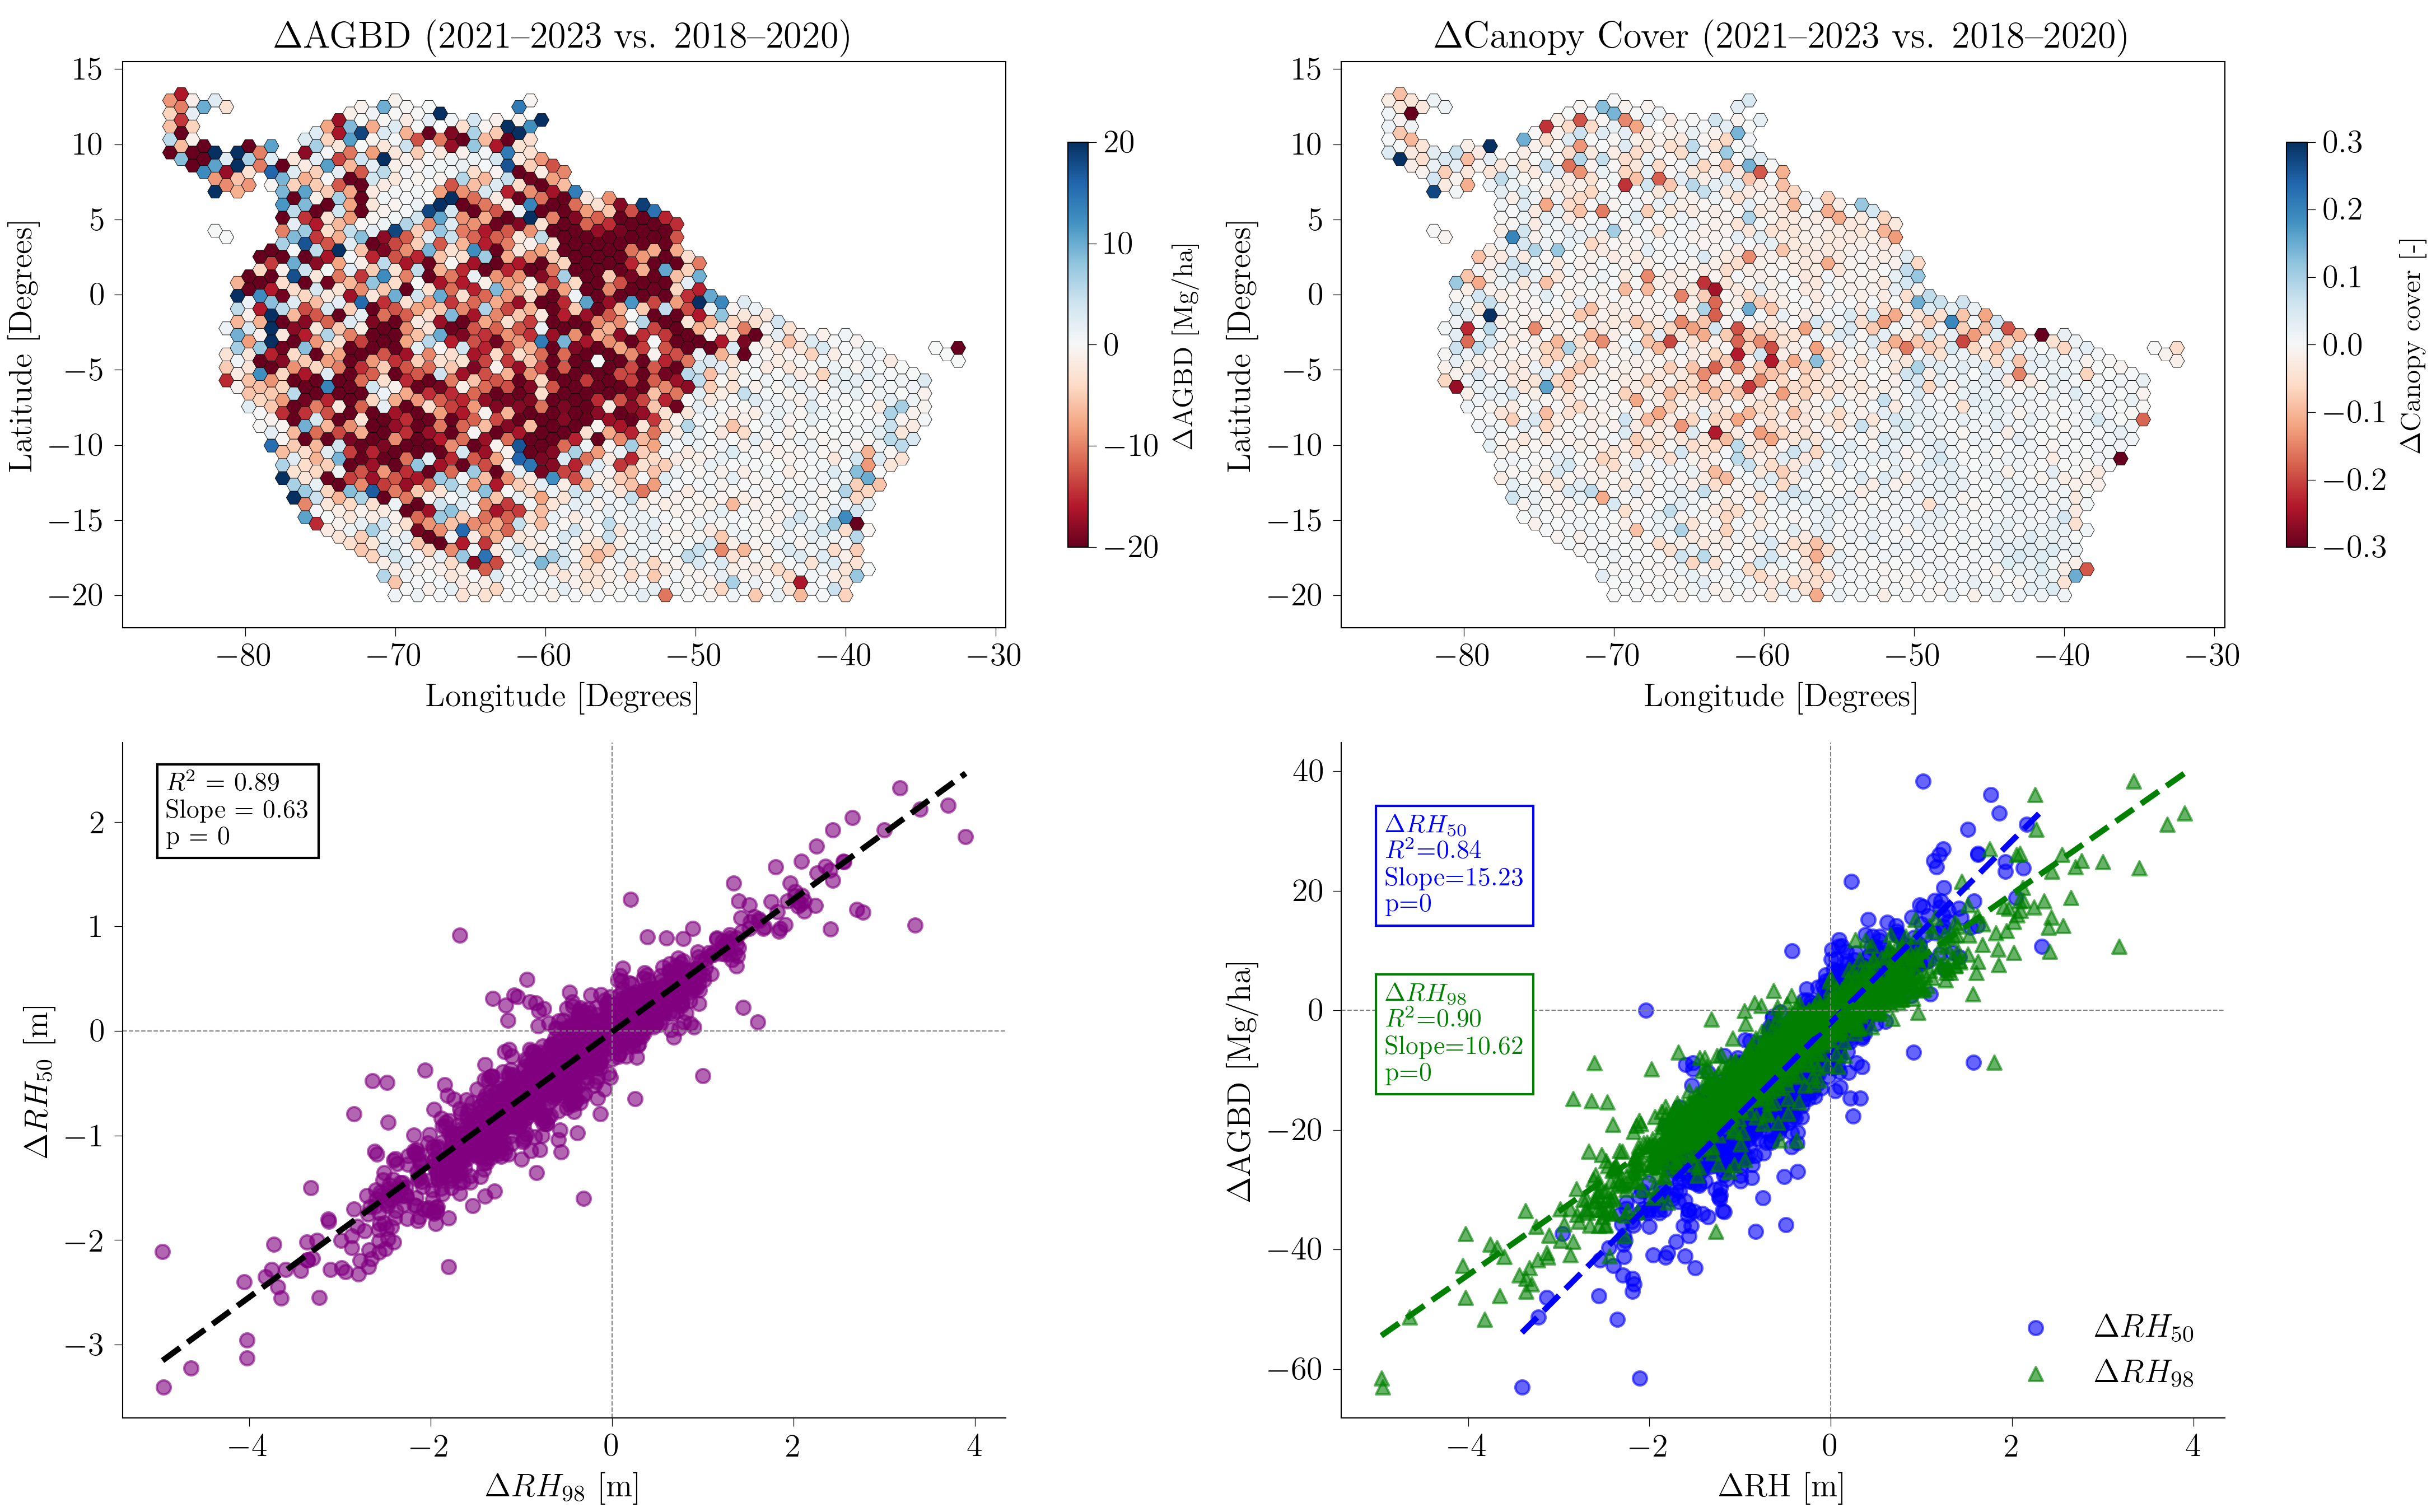 ΔAGBD (2021–2023 vs. 2018–2020)
15
10
5
0
−5
−10
−15
−20
Latitude [Degrees]
−80 −70 −60 −50 −40 −30
Longitude [Degrees]
20
10
0
−10
−20
ΔAGBD [Mg/ha]
ΔCanopy Cover (2021–2023 vs. 2018–2020)
15
10
5
0
−5
−10
−15
−20
Latitude [Degrees]
−80 −70 −60 −50 −40 −30
Longitude [Degrees]
0.3
0.2
0.1
0.0
−0.1
−0.2
−0.3
ΔCanopy cover [-]
R² = 0.89
Slope = 0.63
p = 0
2
1
0
−1
−2
−3
ΔRH₅₀ [m]
−4 −2 0 2 4
ΔRH₉₈ [m]
40
20
0
−20
−40
−60
ΔAGBD [Mg/ha]
ΔRH₅₀
R²=0.84
Slope=15.23
p=0
ΔRH₉₈
R²=0.90
Slope=10.62
p=0
ΔRH₅₀
ΔRH₉₈
−4 −2 0 2 4
ΔRH [m]